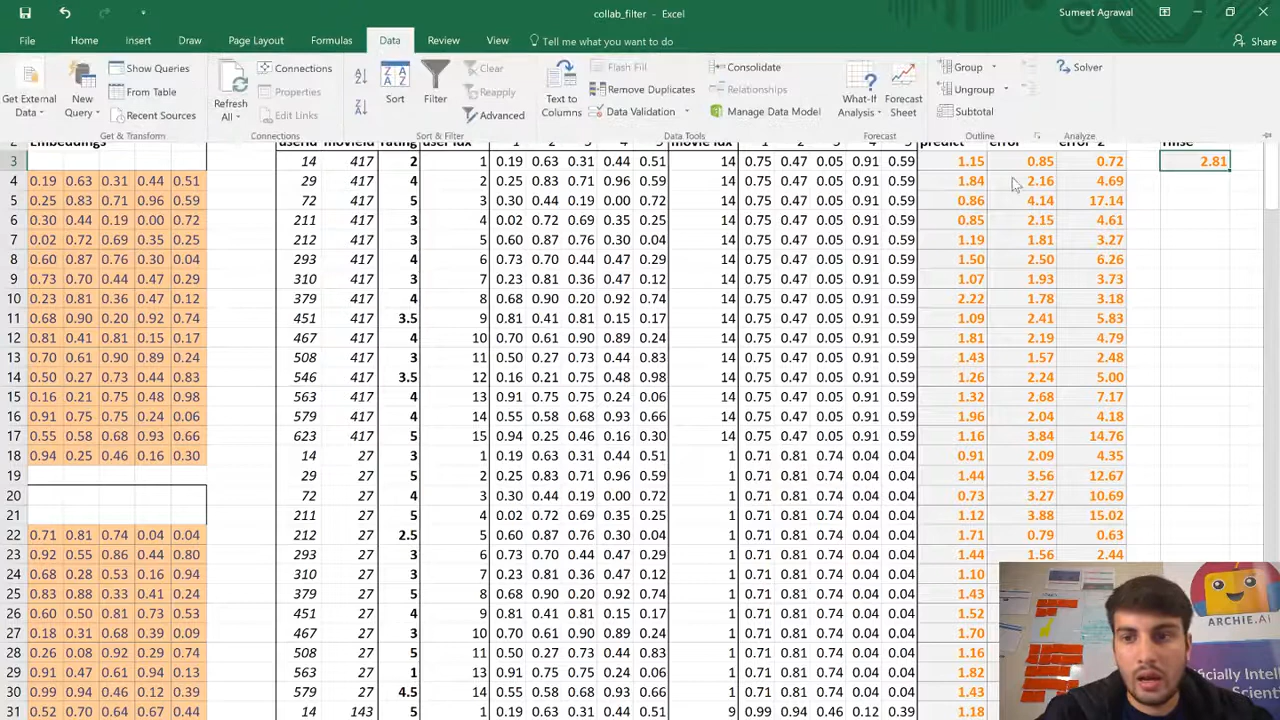 collab_filter - Excel
Sumeet Agrawal
File Home Insert Draw Page Layout Formulas Data Review View Tell me what you want to do Share
Get External Data New Query Show Queries From Table Recent Sources Get & Transform
Refresh All Connections Properties Edit Links Connections
Sort Filter Clear Reapply Advanced Sort & Filter
Text to Columns Flash Fill Remove Duplicates Data Validation Consolidate Relationships Manage Data Model Data Tools
What-If Analysis Forecast Sheet Forecast
Group Ungroup Subtotal Outline
Solver Analyze
2 Embeddings userId movieId rating user idx 1 2 3 4 5 movie idx 1 2 3 4 5 predict error error^2 rmse
3 14 417 2 1 0.19 0.63 0.31 0.44 0.51 14 0.75 0.47 0.05 0.91 0.59 1.15 0.85 0.72 2.81
4 0.19 0.63 0.31 0.44 0.51 29 417 4 2 0.25 0.83 0.71 0.96 0.59 14 0.75 0.47 0.05 0.91 0.59 1.84 2.16 4.69
5 0.25 0.83 0.71 0.96 0.59 72 417 5 3 0.30 0.44 0.19 0.00 0.72 14 0.75 0.47 0.05 0.91 0.59 0.86 4.14 17.14
6 0.30 0.44 0.19 0.00 0.72 211 417 3 4 0.02 0.72 0.69 0.35 0.25 14 0.75 0.47 0.05 0.91 0.59 0.85 2.15 4.61
7 0.02 0.72 0.69 0.35 0.25 212 417 3 5 0.60 0.87 0.76 0.30 0.04 14 0.75 0.47 0.05 0.91 0.59 1.19 1.81 3.27
8 0.60 0.87 0.76 0.30 0.04 293 417 4 6 0.73 0.70 0.44 0.47 0.29 14 0.75 0.47 0.05 0.91 0.59 1.50 2.50 6.26
9 0.73 0.70 0.44 0.47 0.29 310 417 3 7 0.23 0.81 0.36 0.47 0.12 14 0.75 0.47 0.05 0.91 0.59 1.07 1.93 3.73
10 0.23 0.81 0.36 0.47 0.12 379 417 4 8 0.68 0.90 0.20 0.92 0.74 14 0.75 0.47 0.05 0.91 0.59 2.22 1.78 3.18
11 0.68 0.90 0.20 0.92 0.74 451 417 3.5 9 0.81 0.41 0.81 0.15 0.17 14 0.75 0.47 0.05 0.91 0.59 1.09 2.41 5.83
12 0.81 0.41 0.81 0.15 0.17 467 417 4 10 0.70 0.61 0.90 0.89 0.24 14 0.75 0.47 0.05 0.91 0.59 1.81 2.19 4.79
13 0.70 0.61 0.90 0.89 0.24 508 417 3 11 0.50 0.27 0.73 0.44 0.83 14 0.75 0.47 0.05 0.91 0.59 1.43 1.57 2.48
14 0.50 0.27 0.73 0.44 0.83 546 417 3.5 12 0.16 0.21 0.75 0.48 0.98 14 0.75 0.47 0.05 0.91 0.59 1.26 2.24 5.00
15 0.16 0.21 0.75 0.48 0.98 563 417 4 13 0.91 0.75 0.75 0.24 0.06 14 0.75 0.47 0.05 0.91 0.59 1.32 2.68 7.17
16 0.91 0.75 0.75 0.24 0.06 579 417 4 14 0.55 0.58 0.68 0.93 0.66 14 0.75 0.47 0.05 0.91 0.59 1.96 2.04 4.18
17 0.55 0.58 0.68 0.93 0.66 623 417 5 15 0.94 0.25 0.46 0.16 0.30 14 0.75 0.47 0.05 0.91 0.59 1.16 3.84 14.76
18 0.94 0.25 0.46 0.16 0.30 14 27 3 1 0.19 0.63 0.31 0.44 0.51 1 0.71 0.81 0.74 0.04 0.04 0.91 2.09 4.35
19 29 27 5 2 0.25 0.83 0.71 0.96 0.59 1 0.71 0.81 0.74 0.04 0.04 1.44 3.56 12.67
20 72 27 4 3 0.30 0.44 0.19 0.00 0.72 1 0.71 0.81 0.74 0.04 0.04 0.73 3.27 10.69
21 211 27 5 4 0.02 0.72 0.69 0.35 0.25 1 0.71 0.81 0.74 0.04 0.04 1.12 3.88 15.02
22 0.71 0.81 0.74 0.04 0.04 212 27 2.5 5 0.60 0.87 0.76 0.30 0.04 1 0.71 0.81 0.74 0.04 0.04 1.71 0.79 0.63
23 0.92 0.55 0.86 0.44 0.80 293 27 3 6 0.73 0.70 0.44 0.47 0.29 1 0.71 0.81 0.74 0.04 0.04 1.44 1.56 2.44
24 0.68 0.28 0.53 0.16 0.94 310 27 3 7 0.23 0.81 0.36 0.47 0.12 1 0.71 0.81 0.74 0.04 0.04 1.10
25 0.83 0.88 0.33 0.41 0.24 379 27 5 8 0.68 0.90 0.20 0.92 0.74 1 0.71 0.81 0.74 0.04 0.04 1.43
26 0.60 0.50 0.81 0.73 0.53 451 27 4 9 0.81 0.41 0.81 0.15 0.17 1 0.71 0.81 0.74 0.04 0.04 1.52
27 0.18 0.31 0.68 0.39 0.09 467 27 3 10 0.70 0.61 0.90 0.89 0.24 1 0.71 0.81 0.74 0.04 0.04 1.70
28 0.26 0.08 0.92 0.29 0.74 508 27 5 11 0.50 0.27 0.73 0.44 0.83 1 0.71 0.81 0.74 0.04 0.04 1.16
29 0.91 0.47 0.61 0.94 0.13 563 27 1 13 0.91 0.75 0.75 0.24 0.06 1 0.71 0.81 0.74 0.04 0.04 1.82
30 0.99 0.94 0.46 0.12 0.39 579 27 4.5 14 0.55 0.58 0.68 0.93 0.66 1 0.71 0.81 0.74 0.04 0.04 1.43
31 0.52 0.70 0.64 0.67 0.44 14 143 5 1 0.19 0.63 0.31 0.44 0.51 9 0.99 0.94 0.46 0.12 0.39 1.18
ARCHIE.AI